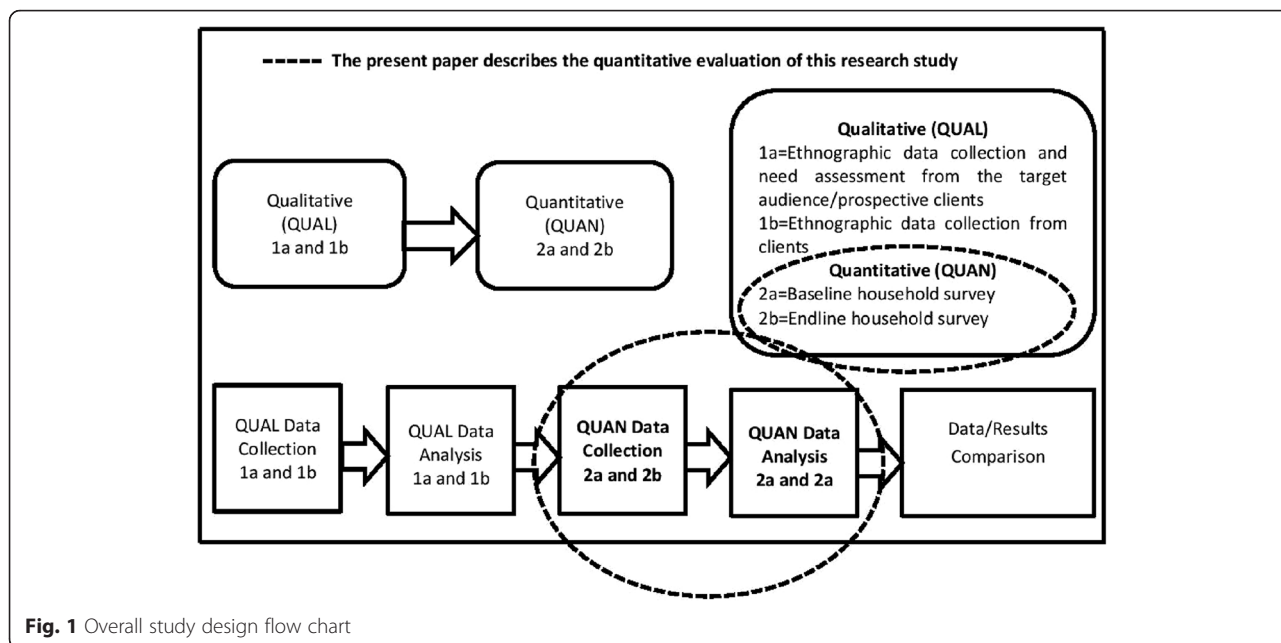 The present paper describes the quantitative evaluation of this research study
Qualitative
(QUAL)
1a and 1b
Quantitative
(QUAN)
2a and 2b
Qualitative (QUAL)
1a=Ethnographic data collection and
need assessment from the target
audience/prospective clients
1b=Ethnographic data collection from
clients
Quantitative (QUAN)
2a=Baseline household survey
2b=Endline household survey
QUAL Data
Collection
1a and 1b
QUAL Data
Analysis
1a and 1b
QUAN Data
Collection
2a and 2b
QUAN Data
Analysis
2a and 2a
Data/Results
Comparison
Fig. 1 Overall study design flow chart